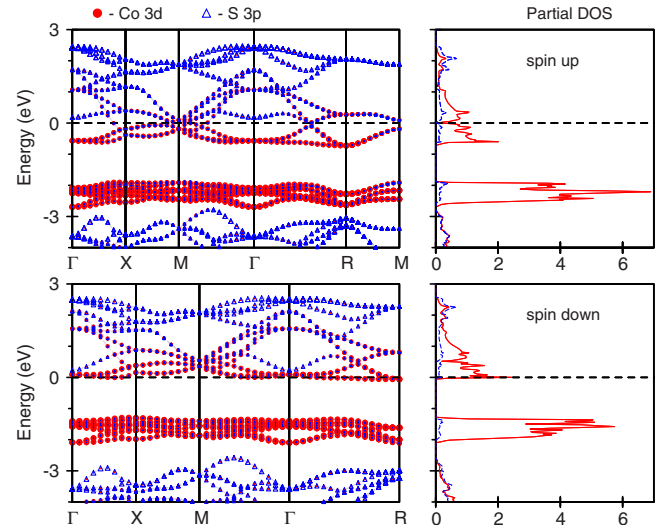 ● - Co 3d △ - S 3p Partial DOS
3
0
-3
Energy (eV)
Γ X M Γ R M
spin up
0 2 4 6
3
0
-3
Energy (eV)
Γ X M Γ R
spin down
0 2 4 6